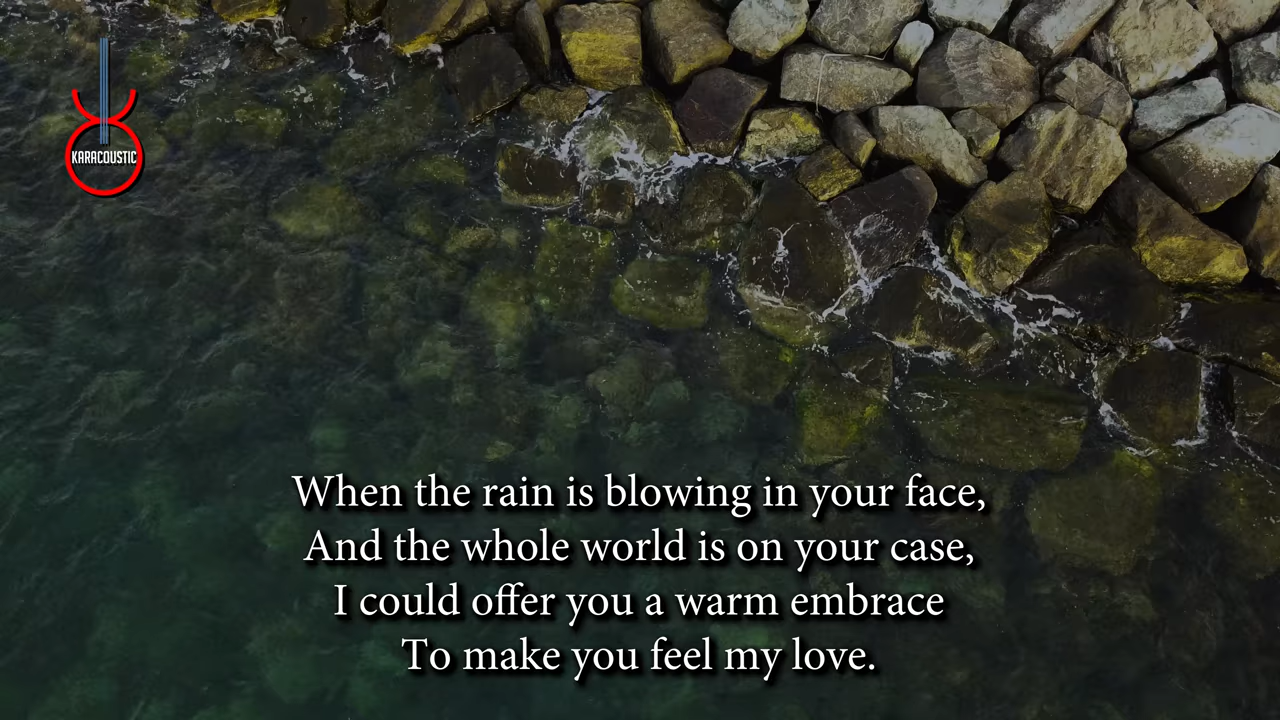 KARACOUSTIC
When the rain is blowing in your face,
And the whole world is on your case,
I could offer you a warm embrace
To make you feel my love.